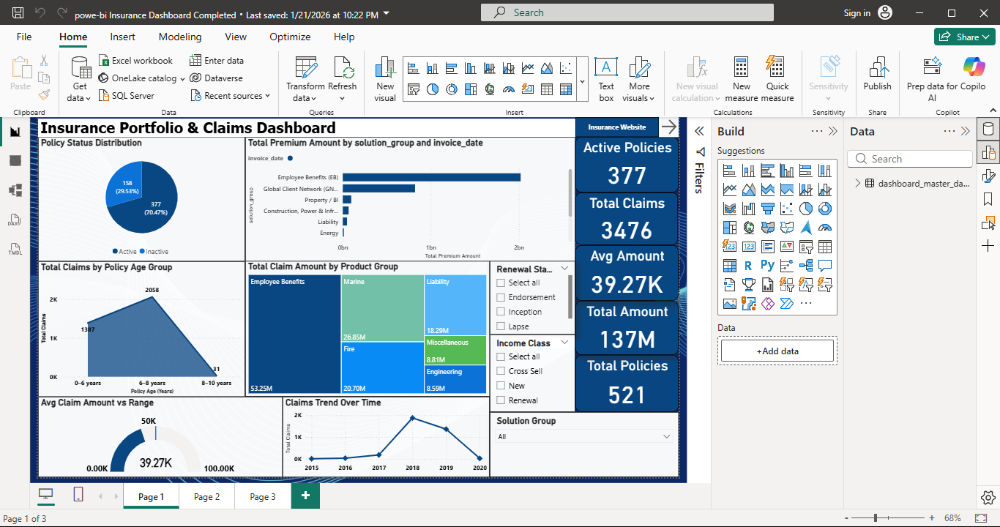 powe-bi Insurance Dashboard Completed • Last saved: 1/21/2026 at 10:22 PM
Search
Sign in
File
Home
Insert
Modeling
View
Optimize
Help
Share
Paste
Clipboard
Get data
Excel workbook
OneLake catalog
SQL Server
Enter data
Dataverse
Recent sources
Data
Transform data
Refresh
Queries
New visual
Text box
More visuals
Insert
New visual calculation
New measure
Quick measure
Calculations
Sensitivity
Sensitivity
Publish
Share
Prep data for AI
Copilo
Copilot
Insurance Portfolio & Claims Dashboard
Insurance Website
Policy Status Distribution
158
(29.53%)
377
(70.47%)
Active
Inactive
Total Premium Amount by solution_group and invoice_date
invoice date
solution_group
Employee Benefits (EB)
Global Client Network (GN...
Property / BI
Construction, Power & Infr...
Liability
Energy
0bn
1bn
2bn
Total Premium Amount
Active Policies
377
Total Claims
3476
Avg Amount
39.27K
Total Amount
137M
Total Policies
521
Total Claims by Policy Age Group
Total Claims
2K
1K
0K
1387
2058
31
0–6 years
6–8 years
8–10 years
Policy Age (Years)
Total Claim Amount by Product Group
Employee Benefits
53.25M
Marine
26.85M
Fire
20.70M
Liability
18.29M
Miscellaneous
8.81M
Engineering
8.59M
Renewal Sta...
Select all
Endorsement
Inception
Lapse
Income Class
Select all
Cross Sell
New
Renewal
Avg Claim Amount vs Range
50K
0.00K
39.27K
100.00K
Claims Trend Over Time
Total Claims
2K
1K
0K
2015
2016
2017
2018
2019
2020
Solution Group
All
Filters
Build
Suggestions
123
123
R
Py
Data
+Add data
Data
Search
dashboard_master_da...
DAX
TMDL
Page 1
Page 2
Page 3
+
Page 1 of 3
-
+
68%